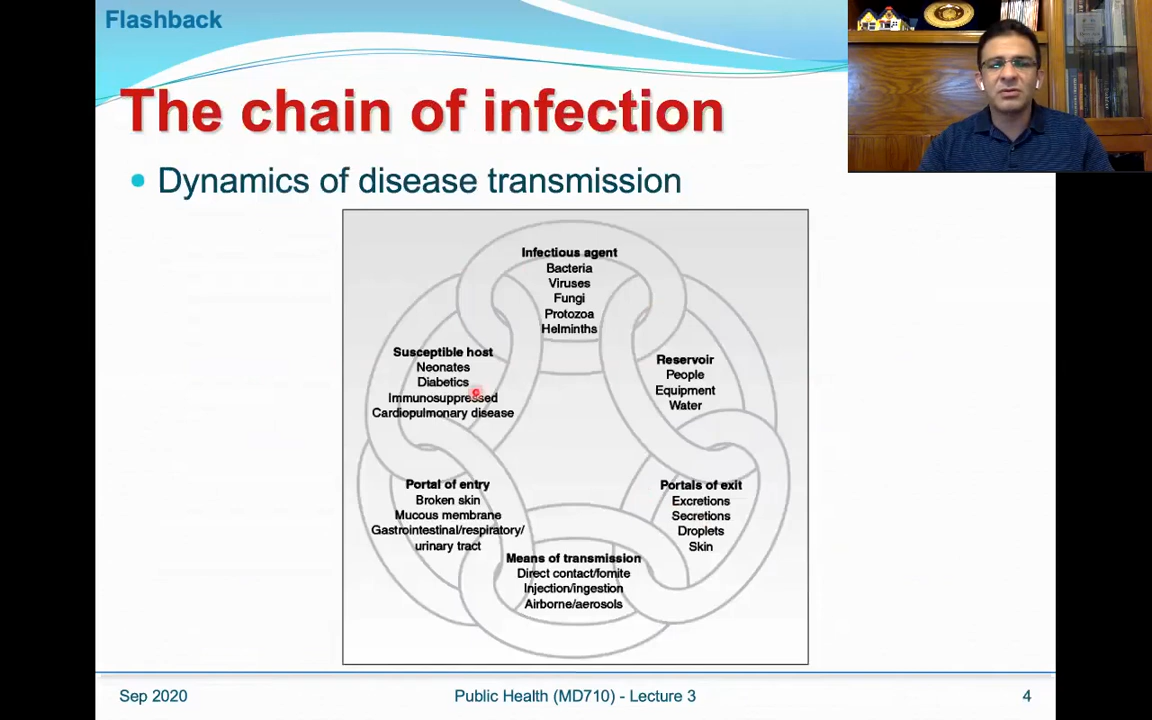 Flashback
The chain of infection
• Dynamics of disease transmission
Infectious agent
Bacteria
Viruses
Fungi
Protozoa
Helminths
Reservoir
People
Equipment
Water
Portals of exit
Excretions
Secretions
Droplets
Skin
Means of transmission
Direct contact/fomite
Injection/ingestion
Airborne/aerosols
Portal of entry
Broken skin
Mucous membrane
Gastrointestinal/respiratory/
urinary tract
Susceptible host
Neonates
Diabetics
Immunosuppressed
Cardiopulmonary disease
Sep 2020
Public Health (MD710) - Lecture 3
4